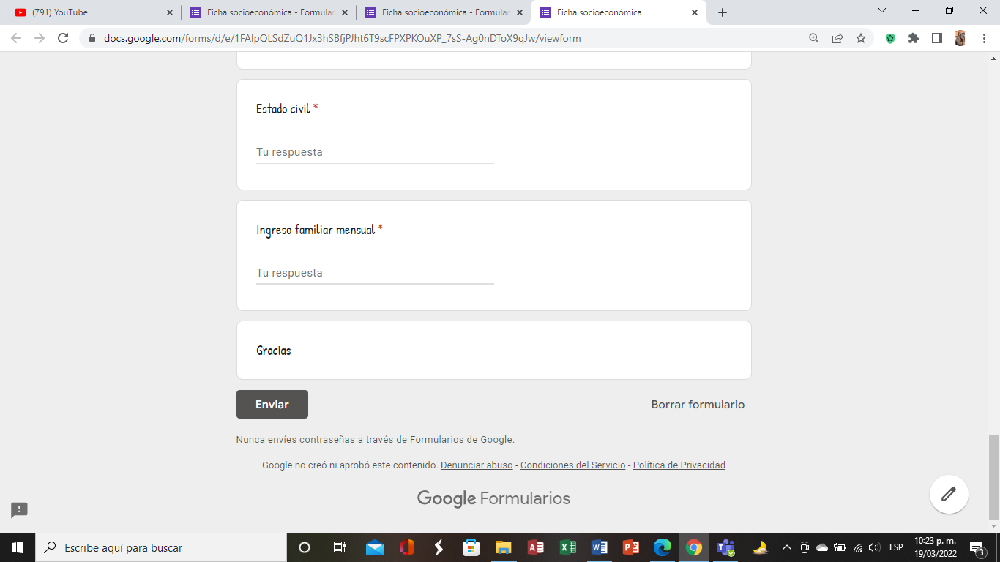 (791) YouTube
Ficha socioeconómica - Formular
Ficha socioeconómica - Formular
Ficha socioeconómica
docs.google.com/forms/d/e/1FAIpQLSdZuQ1Jx3hSBfjPJht6T9scFPXPKOuXP_7sS-Ag0nDToX9qJw/viewform
Estado civil *
Tu respuesta
Ingreso familiar mensual *
Tu respuesta
Gracias
Enviar
Borrar formulario
Nunca envíes contraseñas a través de Formularios de Google.
Google no creó ni aprobó este contenido. Denunciar abuso - Condiciones del Servicio - Política de Privacidad
Google Formularios
Escribe aquí para buscar
ESP
10:23 p. m.
19/03/2022
3